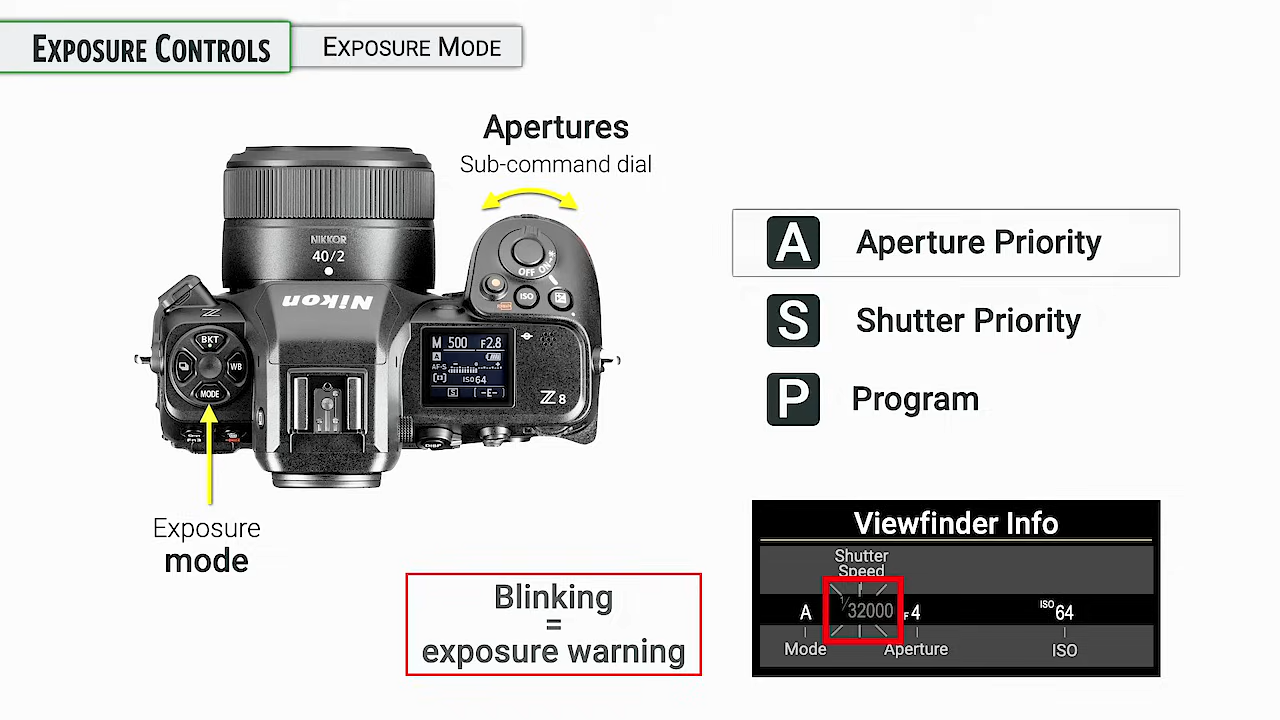 EXPOSURE CONTROLS
EXPOSURE MODE
Apertures
Sub-command dial
NIKKOR
40/2
OFF ON
ISO
Nikon
Z
BKT
WB
MODE
M 500 F2.8
A
AF-S
ISO 64
S [-E-]
Z 8
DISP
Exposure
mode
A Aperture Priority
S Shutter Priority
P Program
Blinking
=
exposure warning
Viewfinder Info
Shutter
Speed
A 1/32000 F4 ISO 64
Mode Aperture ISO